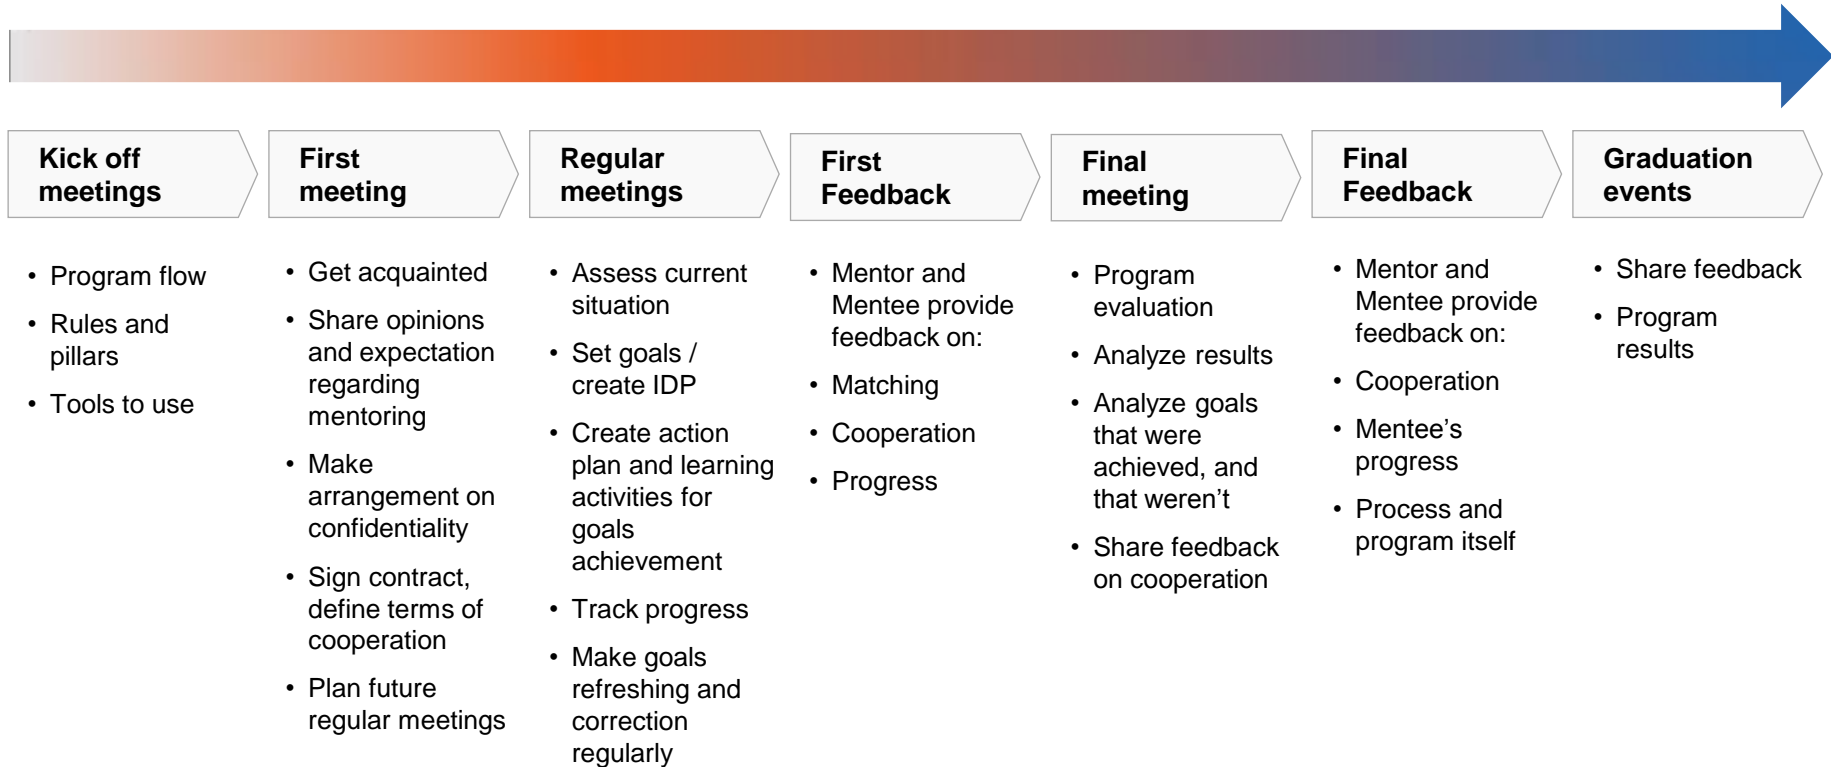 Kick off
meetings
First
meeting
Regular
meetings
First
Feedback
Final
meeting
Final
Feedback
Graduation
events
• Program flow
• Rules and
pillars
• Tools to use
• Get acquainted
• Share opinions
and expectation
regarding
mentoring
• Make
arrangement on
confidentiality
• Sign contract,
define terms of
cooperation
• Plan future
regular meetings
• Assess current
situation
• Set goals /
create IDP
• Create action
plan and learning
activities for
goals
achievement
• Track progress
• Make goals
refreshing and
correction
regularly
• Mentor and
Mentee provide
feedback on:
• Matching
• Cooperation
• Progress
• Program
evaluation
• Analyze results
• Analyze goals
that were
achieved, and
that weren’t
• Share feedback
on cooperation
• Mentor and
Mentee provide
feedback on:
• Cooperation
• Mentee’s
progress
• Process and
program itself
• Share feedback
• Program
results